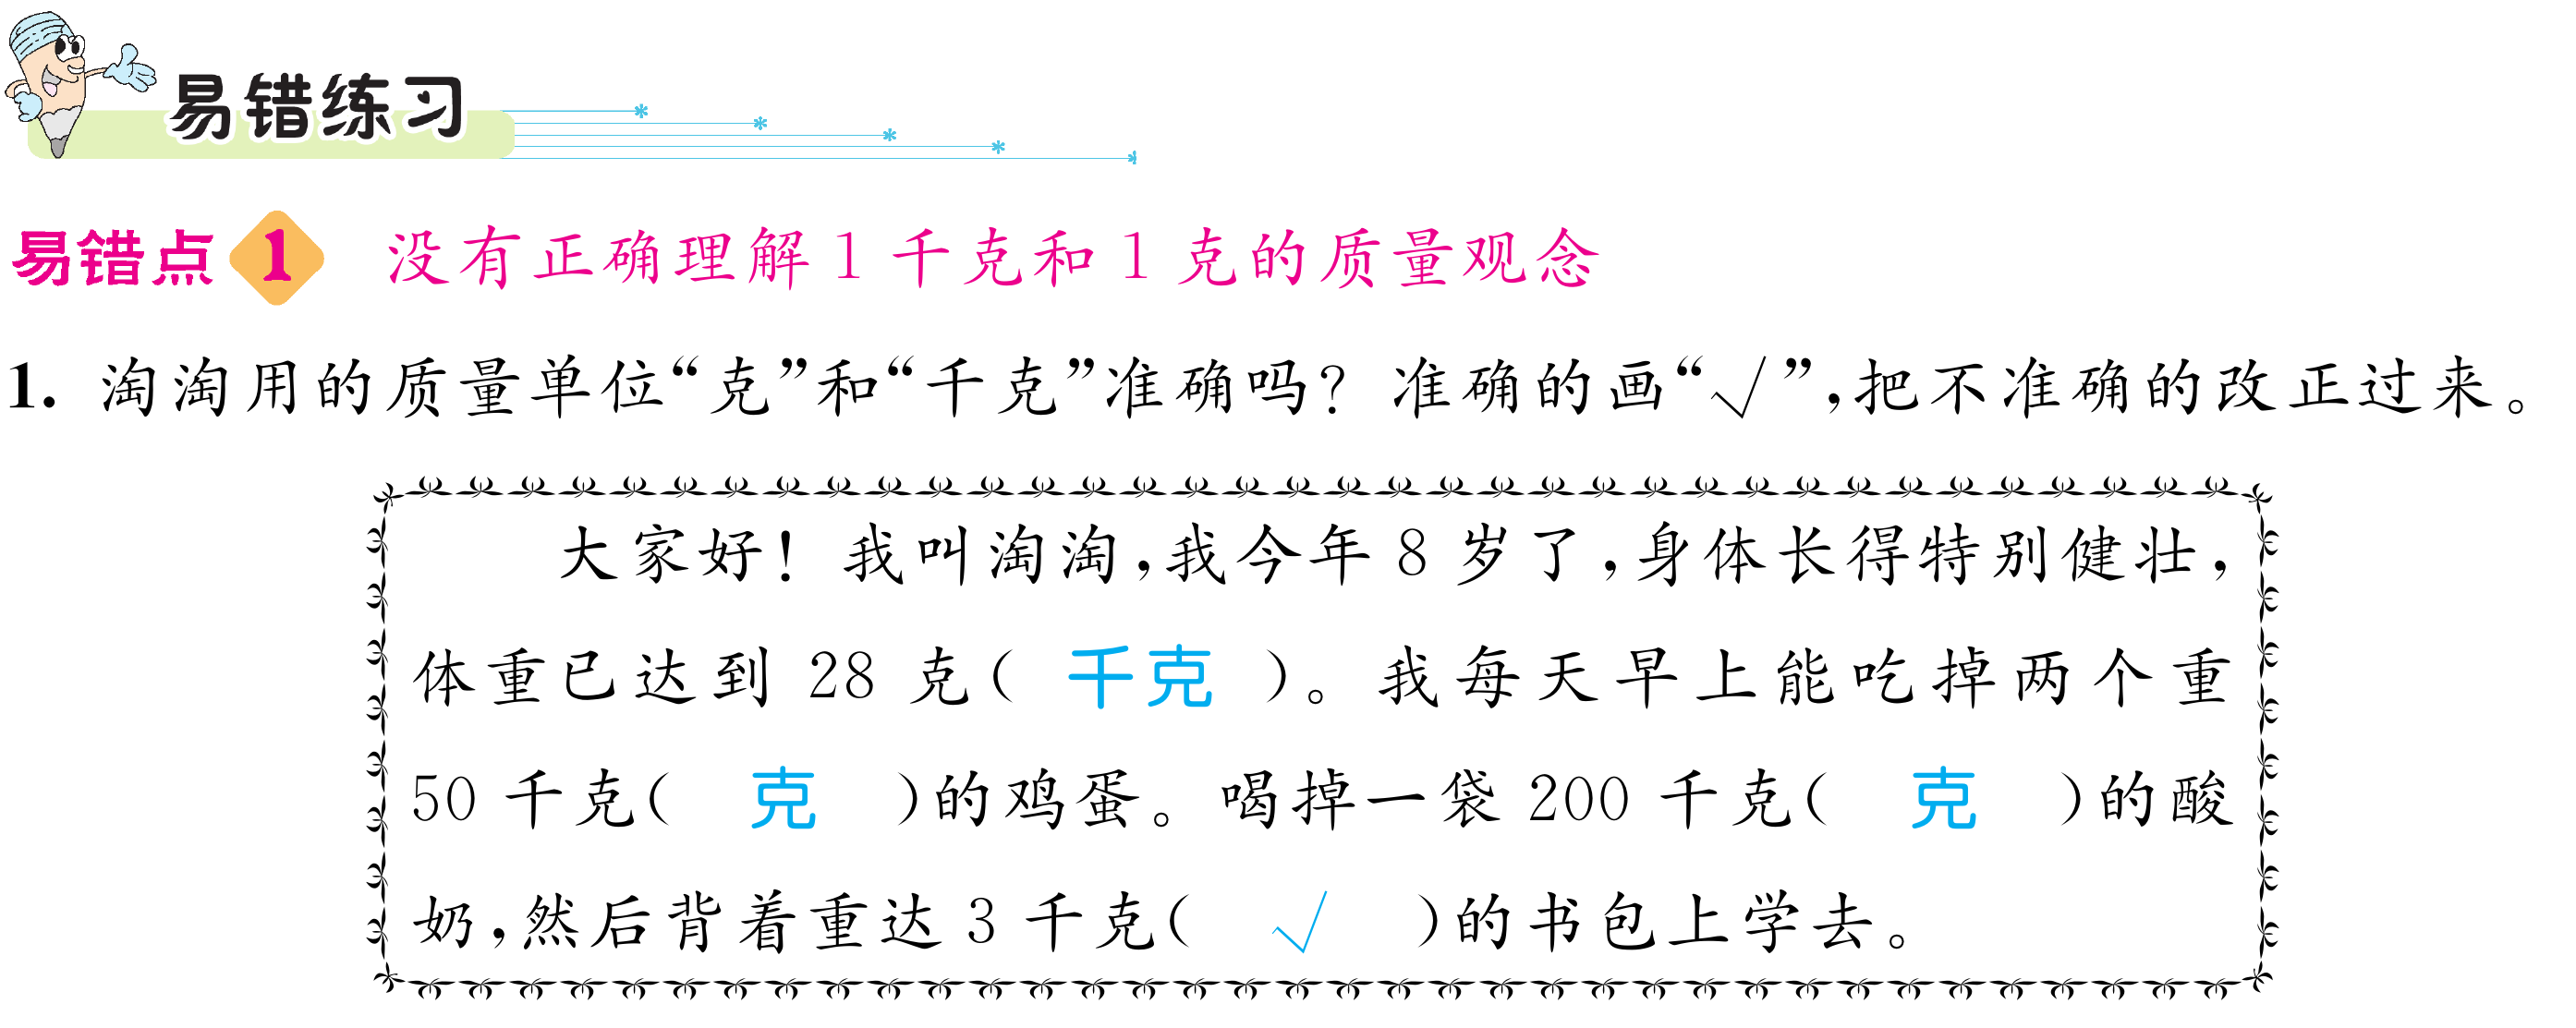 易错练习
易错点 1 没有正确理解1千克和1克的质量观念
1. 淘淘用的质量单位“克”和“千克”准确吗？准确的画“√”，把不准确的改正过来。
大家好！我叫淘淘，我今年8岁了，身体长得特别健壮，
体重已达到 28 克（ 千克 ）。我每天早上能吃掉两个重
50 千克（ 克 ）的鸡蛋。喝掉一袋 200 千克（ 克 ）的酸
奶，然后背着重达 3 千克（ √ ）的书包上学去。